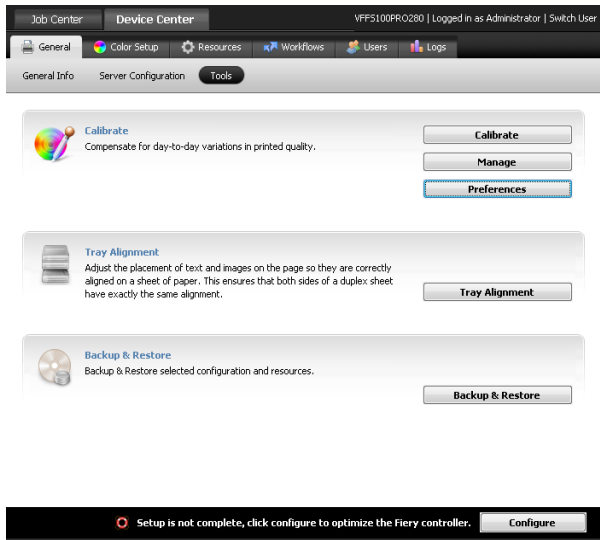 Job Center Device Center VFFS100PRO280 | Logged in as Administrator | Switch User
General Color Setup Resources Workflows Users Logs
General Info Server Configuration Tools
Calibrate
Compensate for day-to-day variations in printed quality.
Calibrate
Manage
Preferences
Tray Alignment
Adjust the placement of text and images on the page so they are correctly
aligned on a sheet of paper. This ensures that both sides of a duplex sheet
have exactly the same alignment.
Tray Alignment
Backup & Restore
Backup & Restore selected configuration and resources.
Backup & Restore
Setup is not complete, click configure to optimize the Fiery controller. Configure